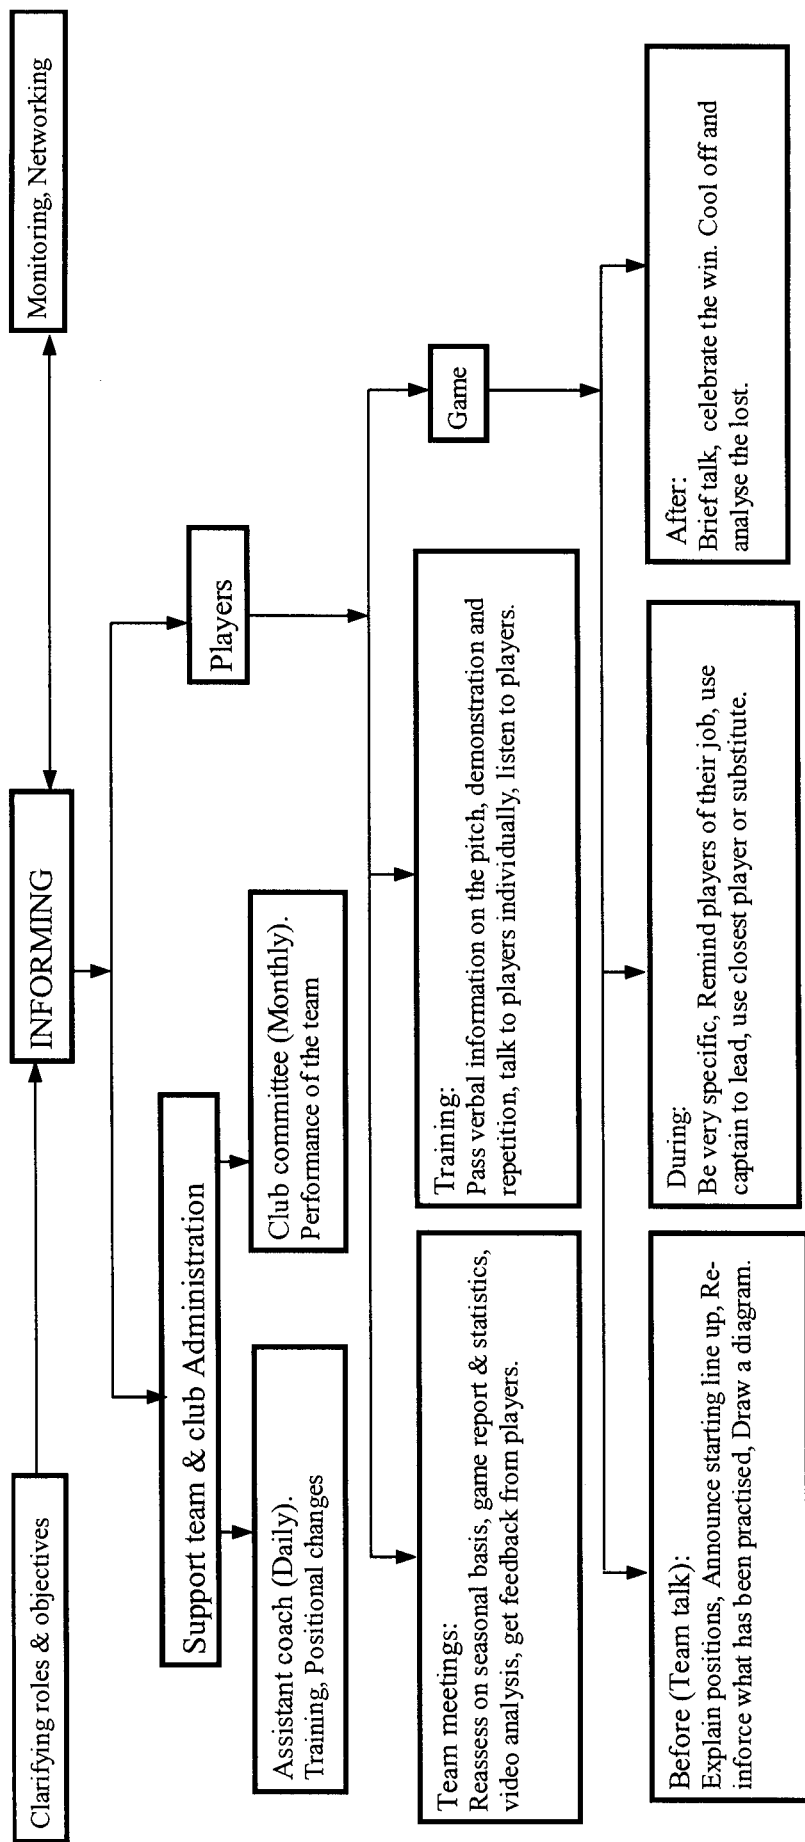 Clarifying roles & objectives
INFORMING
Monitoring, Networking
Support team & club Administration
Players
Assistant coach (Daily).
Training, Positional changes
Club committee (Monthly).
Performance of the team
Team meetings:
Reassess on seasonal basis, game report & statistics,
video analysis, get feedback from players.
Training:
Pass verbal information on the pitch, demonstration and
repetition, talk to players individually, listen to players.
Game
Before (Team talk):
Explain positions, Announce starting line up, Re-
inforce what has been practised, Draw a diagram.
During:
Be very specific, Remind players of their job, use
captain to lead, use closest player or substitute.
After:
Brief talk, celebrate the win. Cool off and
analyse the lost.